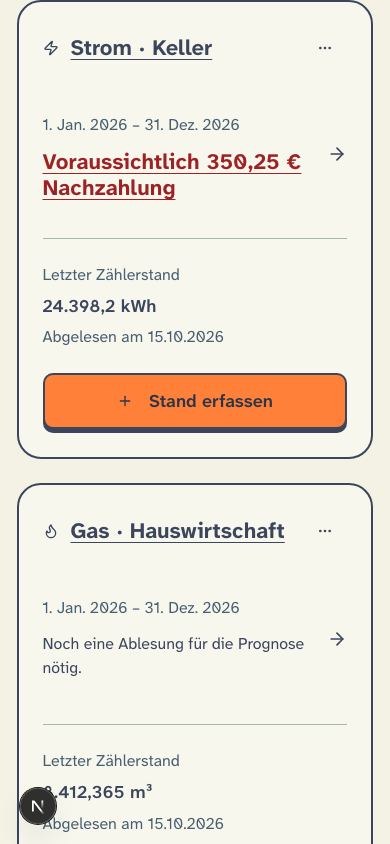 Strom · Keller
1. Jan. 2026 – 31. Dez. 2026
Voraussichtlich 350,25 €
Nachzahlung
Letzter Zählerstand
24.398,2 kWh
Abgelesen am 15.10.2026
+ Stand erfassen
Gas · Hauswirtschaft
1. Jan. 2026 – 31. Dez. 2026
Noch eine Ablesung für die Prognose
nötig.
Letzter Zählerstand
.412,365 m³
Abgelesen am 15.10.2026
N